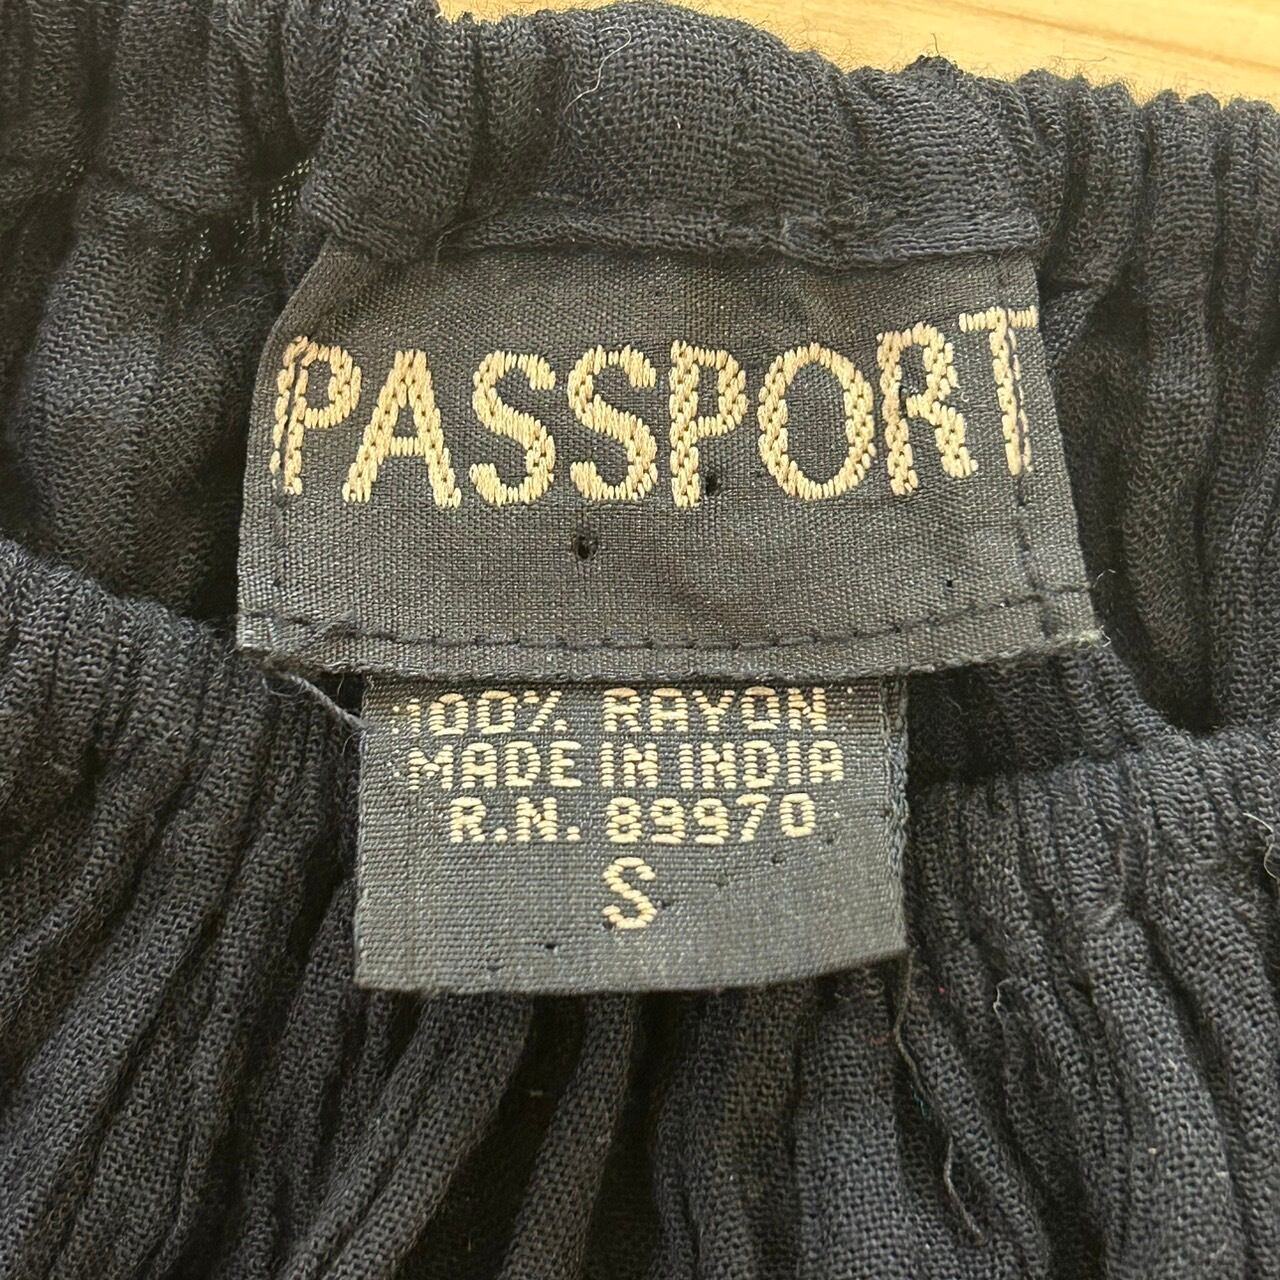 PASSPORT
100% RAYON
MADE IN INDIA
R.N. 89970
S